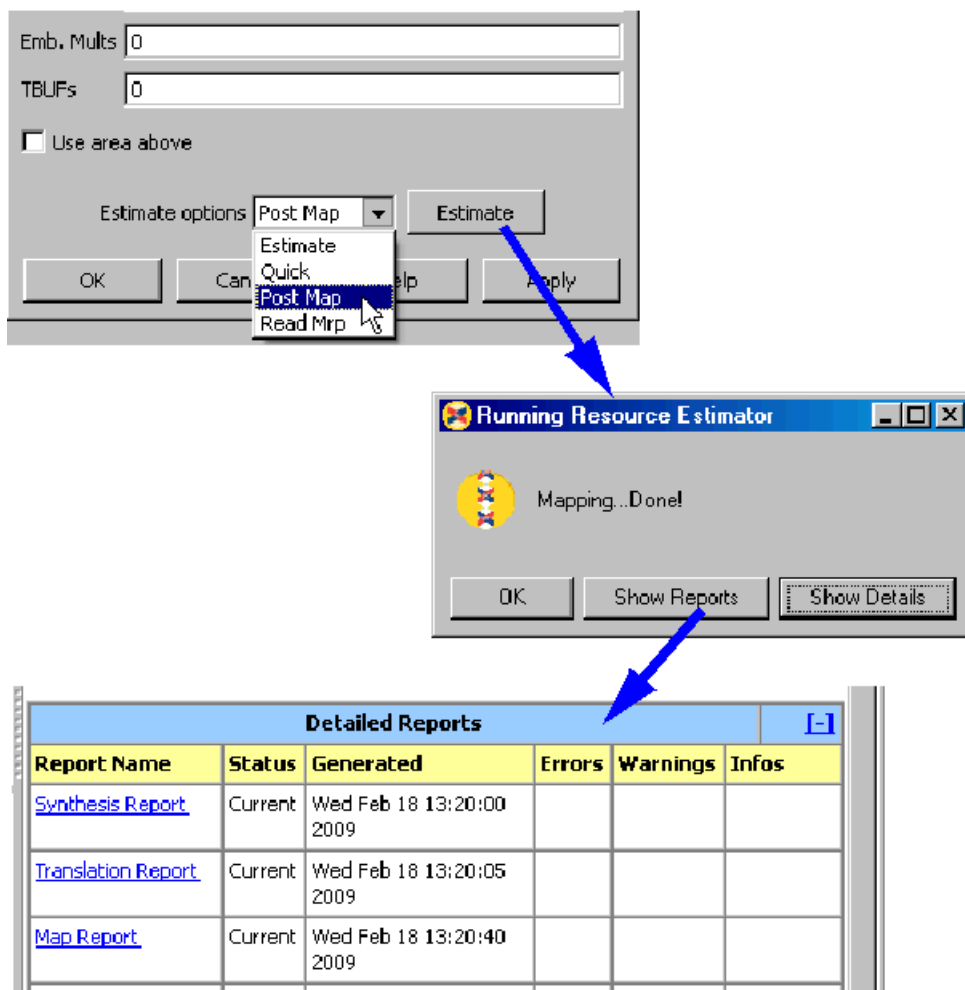 Emb. Mults 0
TBUFs 0
Use area above
Estimate options Post Map Estimate
Estimate
Quick
Post Map
Read Mrp
OK Can elp Apply
Running Resource Estimator
Mapping...Done!
OK Show Reports Show Details
Detailed Reports [-]
Report Name Status Generated Errors Warnings Infos
Synthesis Report Current Wed Feb 18 13:20:00
2009
Translation Report Current Wed Feb 18 13:20:05
2009
Map Report Current Wed Feb 18 13:20:40
2009